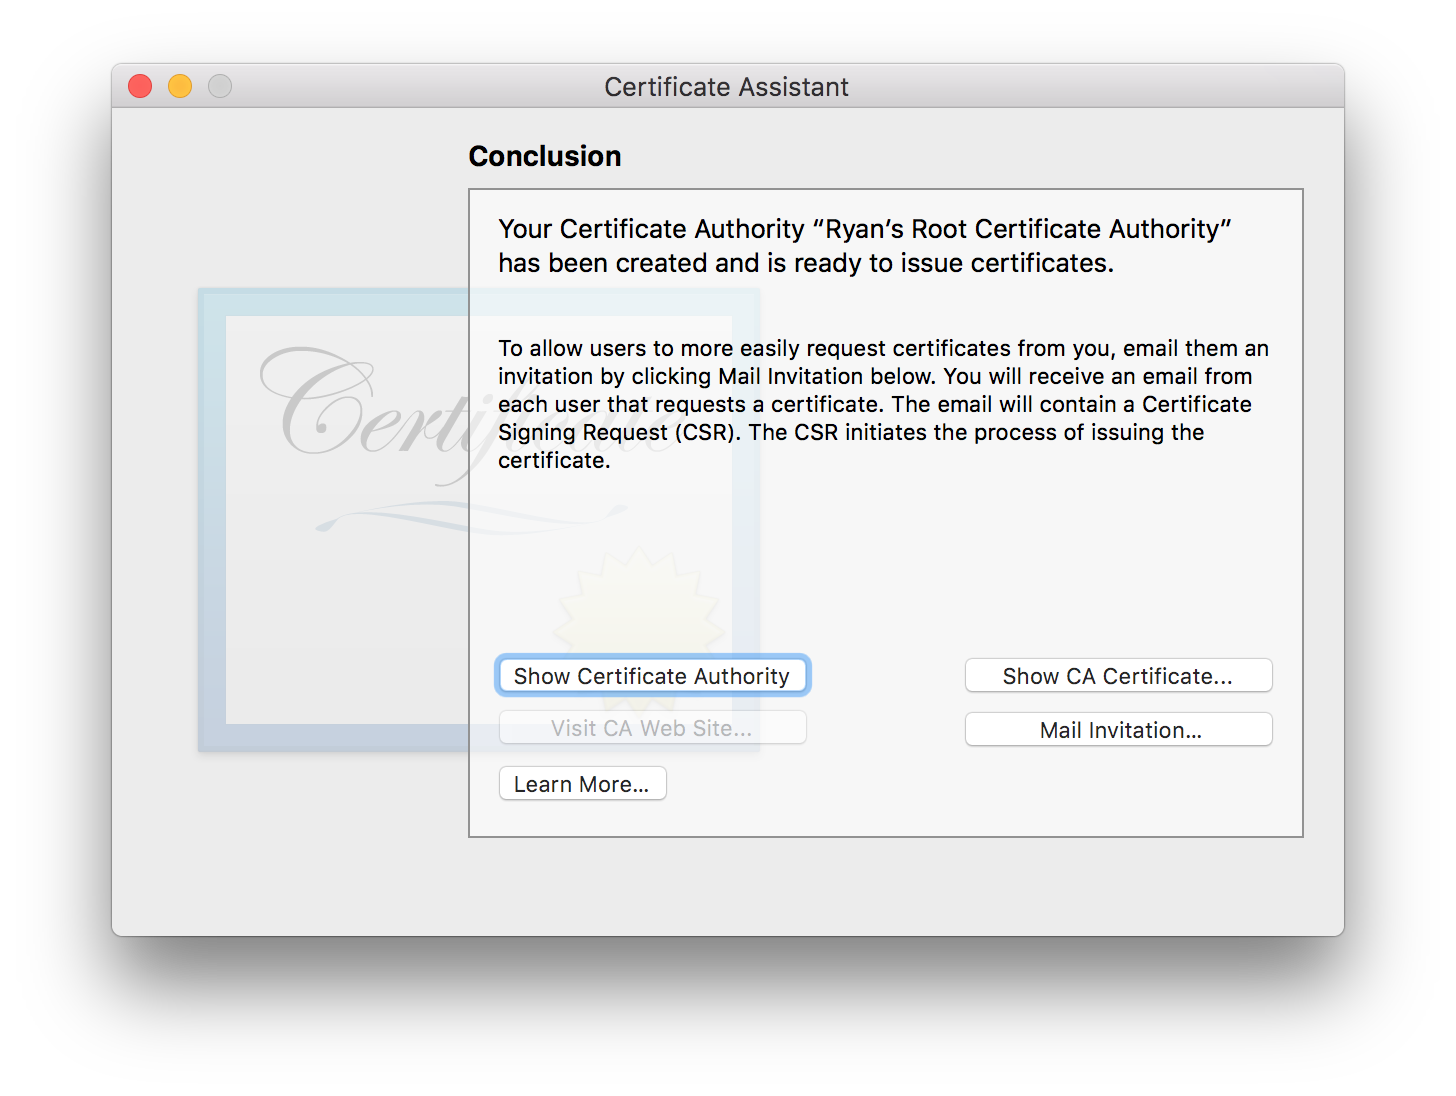 Certificate Assistant
Conclusion
Your Certificate Authority “Ryan’s Root Certificate Authority”
has been created and is ready to issue certificates.
To allow users to more easily request certificates from you, email them an
invitation by clicking Mail Invitation below. You will receive an email from
each user that requests a certificate. The email will contain a Certificate
Signing Request (CSR). The CSR initiates the process of issuing the
certificate.
Certificate
Show Certificate Authority
Show CA Certificate...
Visit CA Web Site...
Mail Invitation...
Learn More...